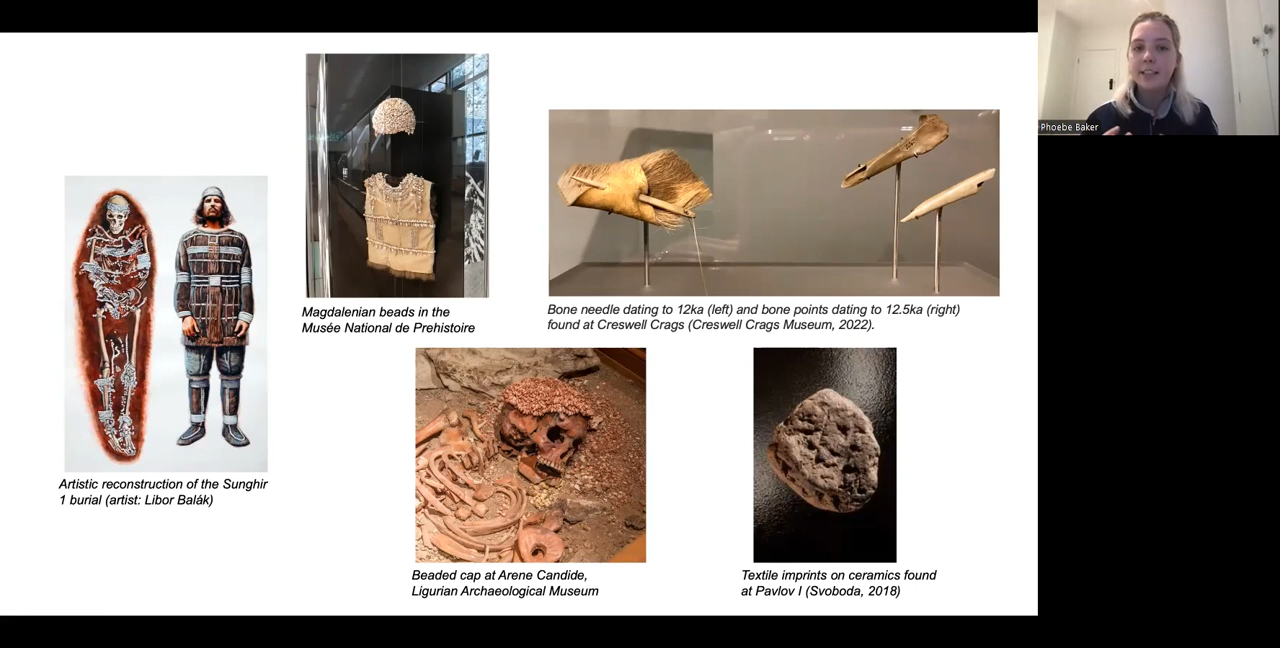 Phoebe Baker
Magdalenian beads in the
Musée National de Prehistoire
Bone needle dating to 12ka (left) and bone points dating to 12.5ka (right)
found at Creswell Crags (Creswell Crags Museum, 2022).
Artistic reconstruction of the Sunghir
1 burial (artist: Libor Balák)
Beaded cap at Arene Candide,
Ligurian Archaeological Museum
Textile imprints on ceramics found
at Pavlov I (Svoboda, 2018)